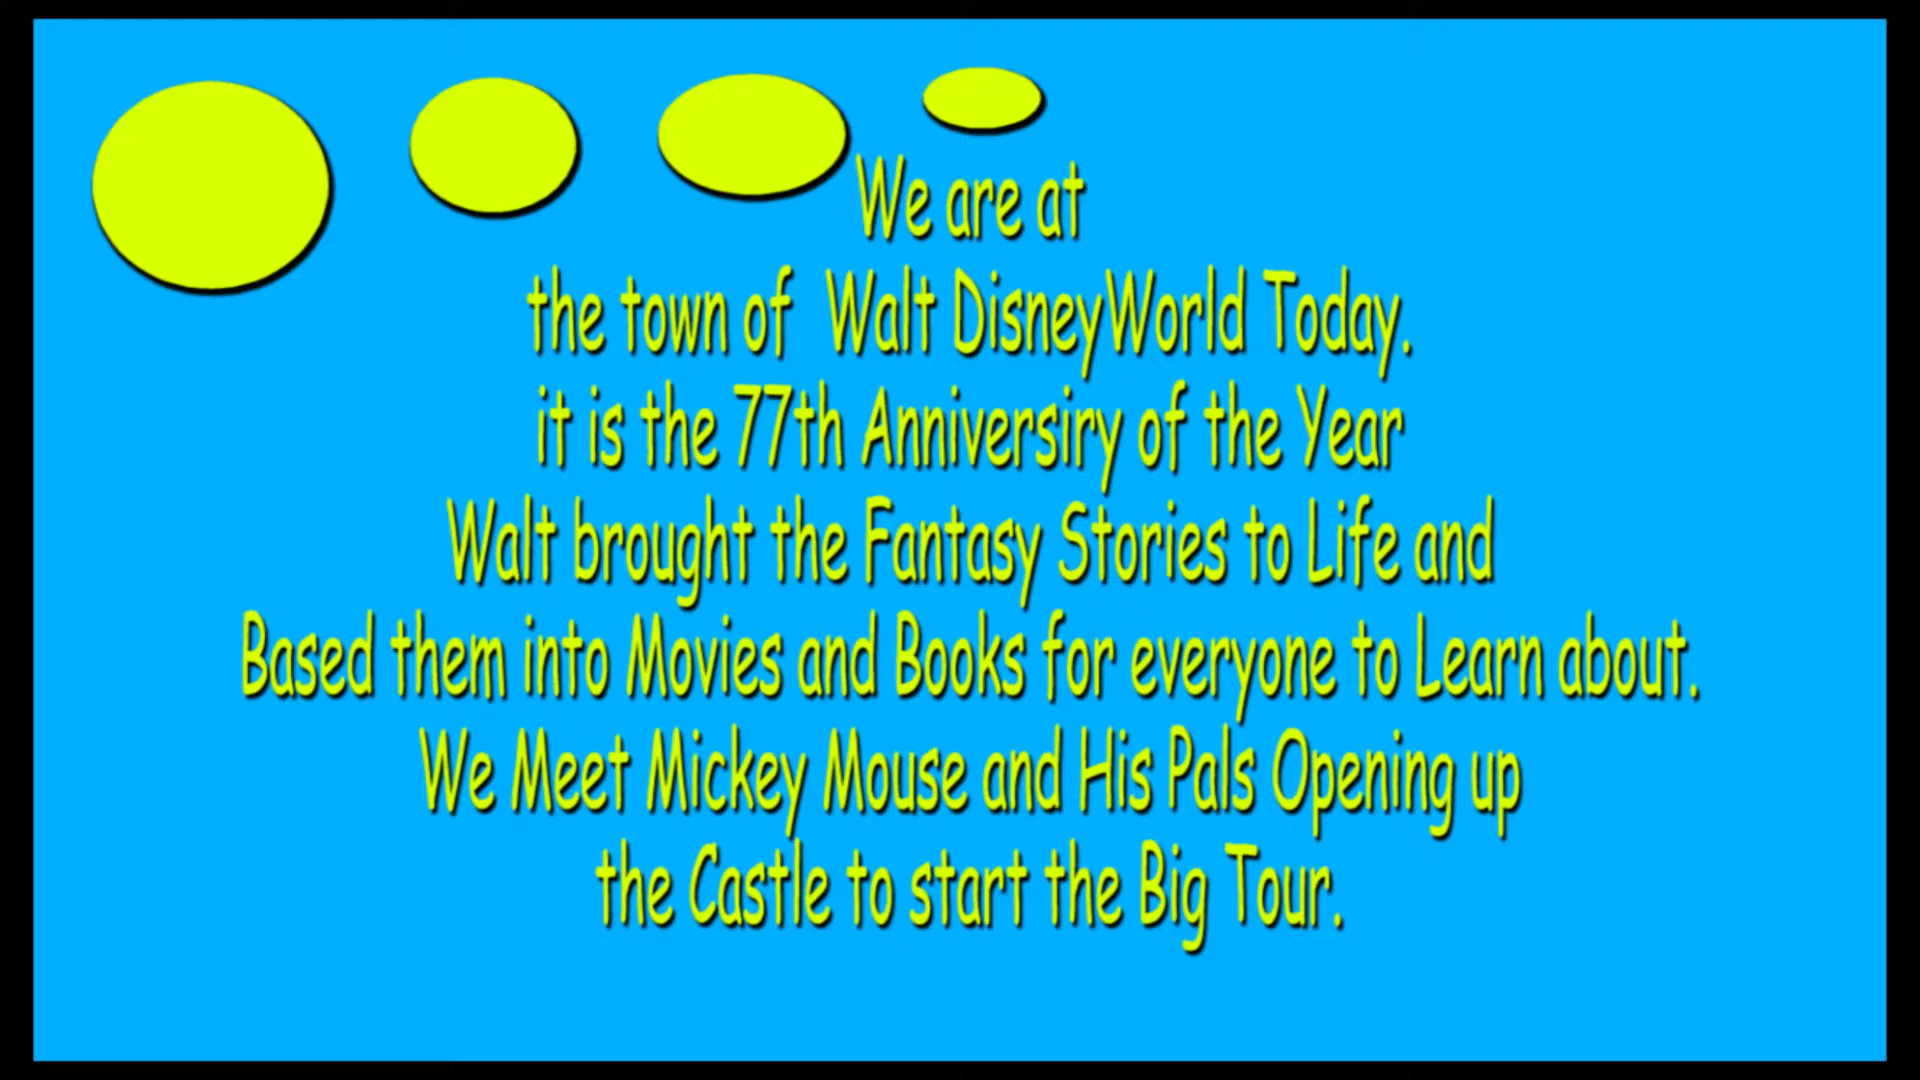 We are at
the town of  Walt DisneyWorld Today.
it is the 77th Anniversiry of the Year
Walt brought the Fantasy Stories to Life and
Based them into Movies and Books for everyone to Learn about.
We Meet Mickey Mouse and His Pals Opening up
the Castle to start the Big Tour.